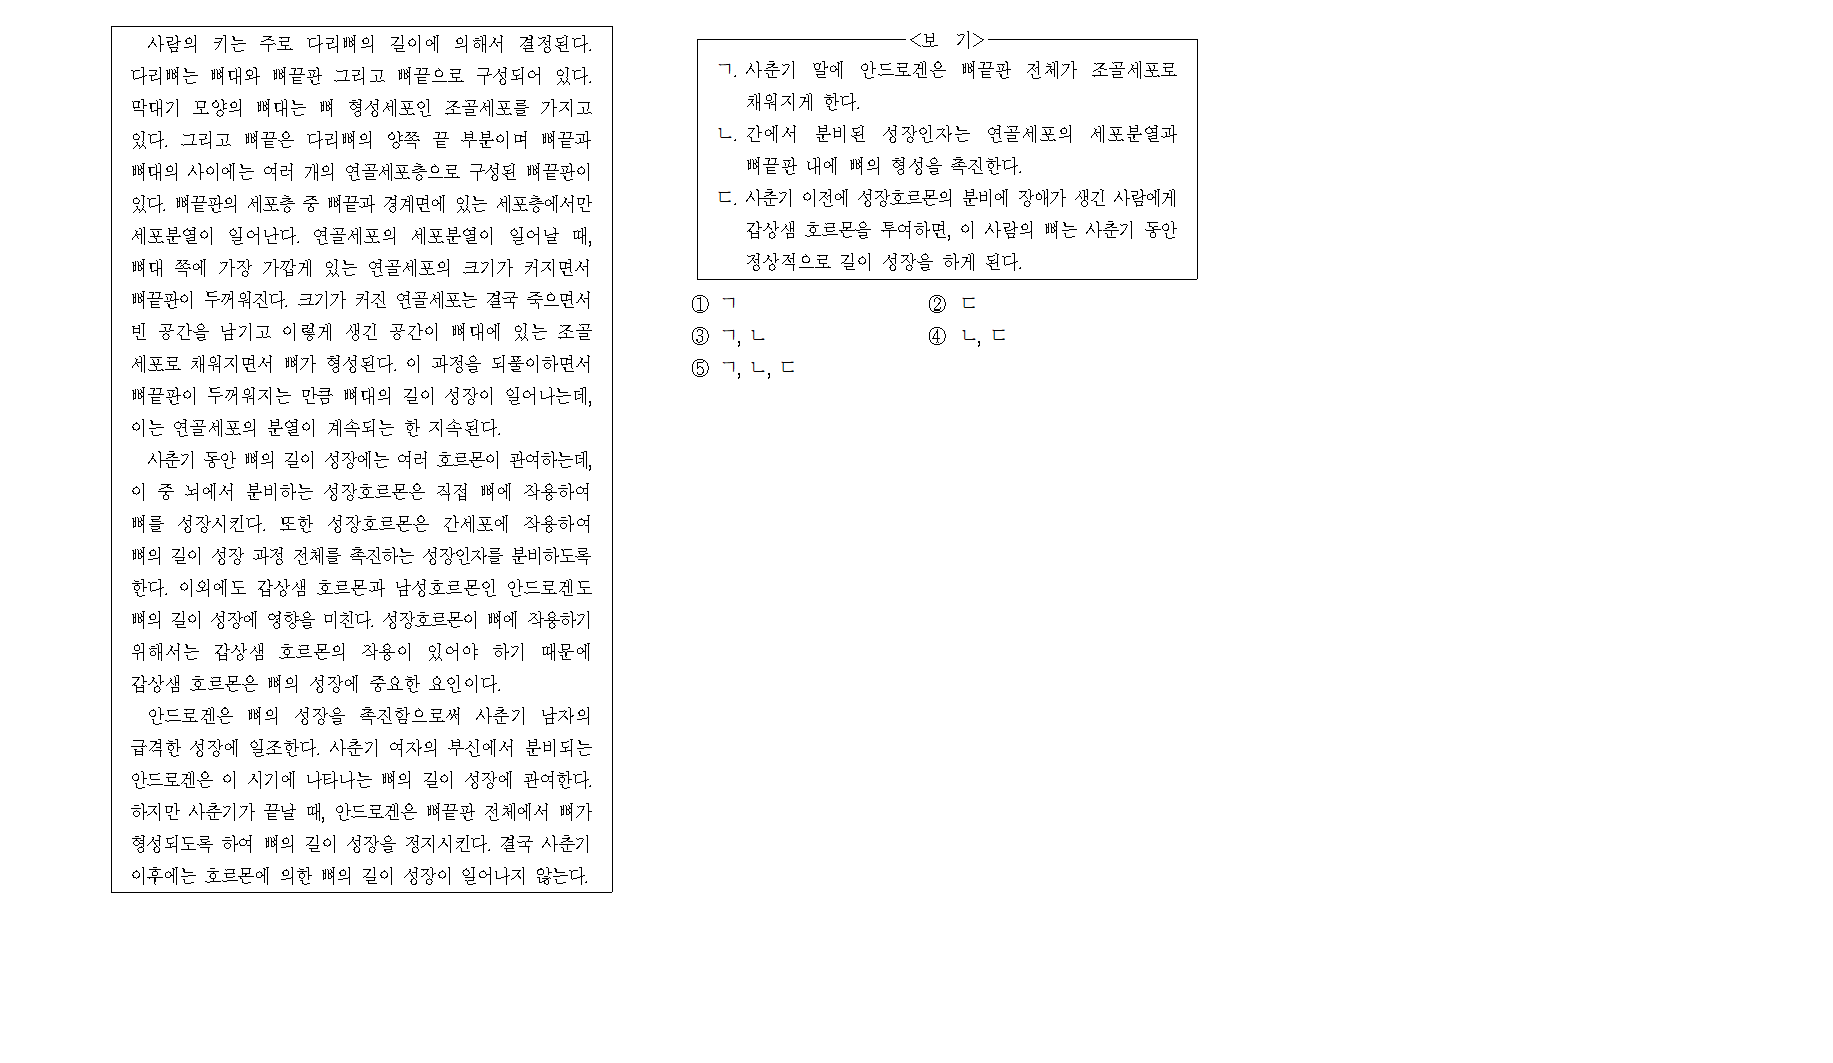 사람의 키는 주로 다리뼈의 길이에 의해서 결정된다.
다리뼈는 뼈대와 뼈끝판 그리고 뼈끝으로 구성되어 있다.
막대기 모양의 뼈대는 뼈 형성세포인 조골세포를 가지고
있다. 그리고 뼈끝은 다리뼈의 양쪽 끝 부분이며 뼈끝과
뼈대의 사이에는 여러 개의 연골세포층으로 구성된 뼈끝판이
있다. 뼈끝판의 세포층 중 뼈끝과 경계면에 있는 세포층에서만
세포분열이 일어난다. 연골세포의 세포분열이 일어날 때,
뼈대 쪽에 가장 가깝게 있는 연골세포의 크기가 커지면서
뼈끝판이 두꺼워진다. 크기가 커진 연골세포는 결국 죽으면서
빈 공간을 남기고 이렇게 생긴 공간이 뼈대에 있는 조골
세포로 채워지면서 뼈가 형성된다. 이 과정을 되풀이하면서
뼈끝판이 두꺼워지는 만큼 뼈대의 길이 성장이 일어나는데,
이는 연골세포의 분열이 계속되는 한 지속된다.
사춘기 동안 뼈의 길이 성장에는 여러 호르몬이 관여하는데,
이 중 뇌에서 분비하는 성장호르몬은 직접 뼈에 작용하여
뼈를 성장시킨다. 또한 성장호르몬은 간세포에 작용하여
뼈의 길이 성장 과정 전체를 촉진하는 성장인자를 분비하도록
한다. 이외에도 갑상샘 호르몬과 남성호르몬인 안드로겐도
뼈의 길이 성장에 영향을 미친다. 성장호르몬이 뼈에 작용하기
위해서는 갑상샘 호르몬의 작용이 있어야 하기 때문에
갑상샘 호르몬은 뼈의 성장에 중요한 요인이다.
안드로겐은 뼈의 성장을 촉진함으로써 사춘기 남자의
급격한 성장에 일조한다. 사춘기 여자의 부신에서 분비되는
안드로겐은 이 시기에 나타나는 뼈의 길이 성장에 관여한다.
하지만 사춘기가 끝날 때, 안드로겐은 뼈끝판 전체에서 뼈가
형성되도록 하여 뼈의 길이 성장을 정지시킨다. 결국 사춘기
이후에는 호르몬에 의한 뼈의 길이 성장이 일어나지 않는다.
<보 기>
ㄱ. 사춘기 말에 안드로겐은 뼈끝판 전체가 조골세포로
채워지게 한다.
ㄴ. 간에서 분비된 성장인자는 연골세포의 세포분열과
뼈끝판 내에 뼈의 형성을 촉진한다.
ㄷ. 사춘기 이전에 성장호르몬의 분비에 장애가 생긴 사람에게
갑상샘 호르몬을 투여하면, 이 사람의 뼈는 사춘기 동안
정상적으로 길이 성장을 하게 된다.
① ㄱ ② ㄷ
③ ㄱ, ㄴ ④ ㄴ, ㄷ
⑤ ㄱ, ㄴ, ㄷ